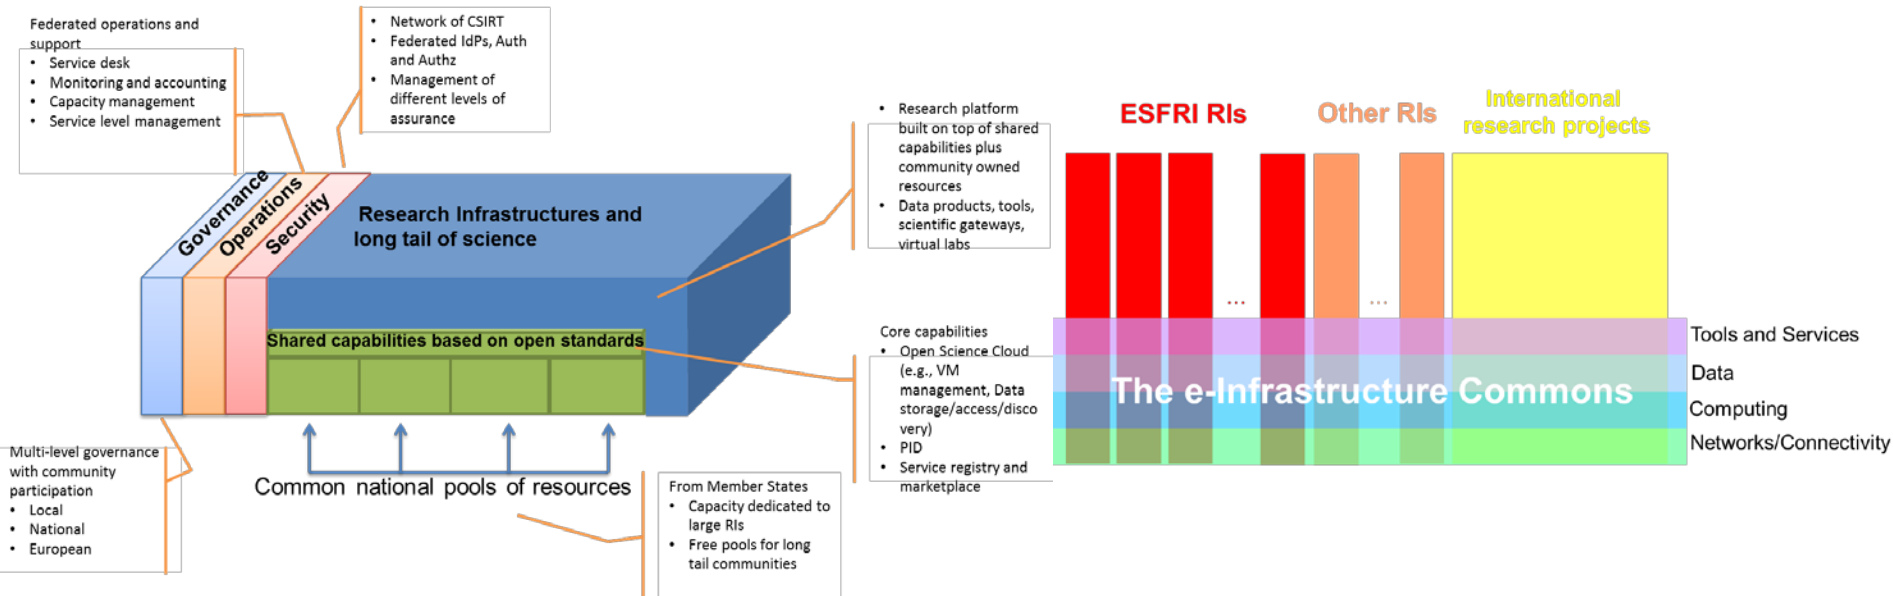 Federated operations and
support
• Service desk
• Monitoring and accounting
• Capacity management
• Service level management
• Network of CSIRT
• Federated IdPs, Auth
and Authz
• Management of
different levels of
assurance
Governance
Operations
Security
Research Infrastructures and
long tail of science
Shared capabilities based on open standards
Common national pools of resources
Multi-level governance
with community
participation
• Local
• National
• European
From Member States
• Capacity dedicated to
large RIs
• Free pools for long
tail communities
• Research platform
built on top of shared
capabilities plus
community owned
resources
• Data products, tools,
scientific gateways,
virtual labs
Core capabilities
• Open Science Cloud
(e.g., VM
management, Data
storage/access/disco
very)
• PID
• Service registry and
marketplace
ESFRI RIs
Other RIs
International
research projects
...
...
The e-Infrastructure Commons
Tools and Services
Data
Computing
Networks/Connectivity